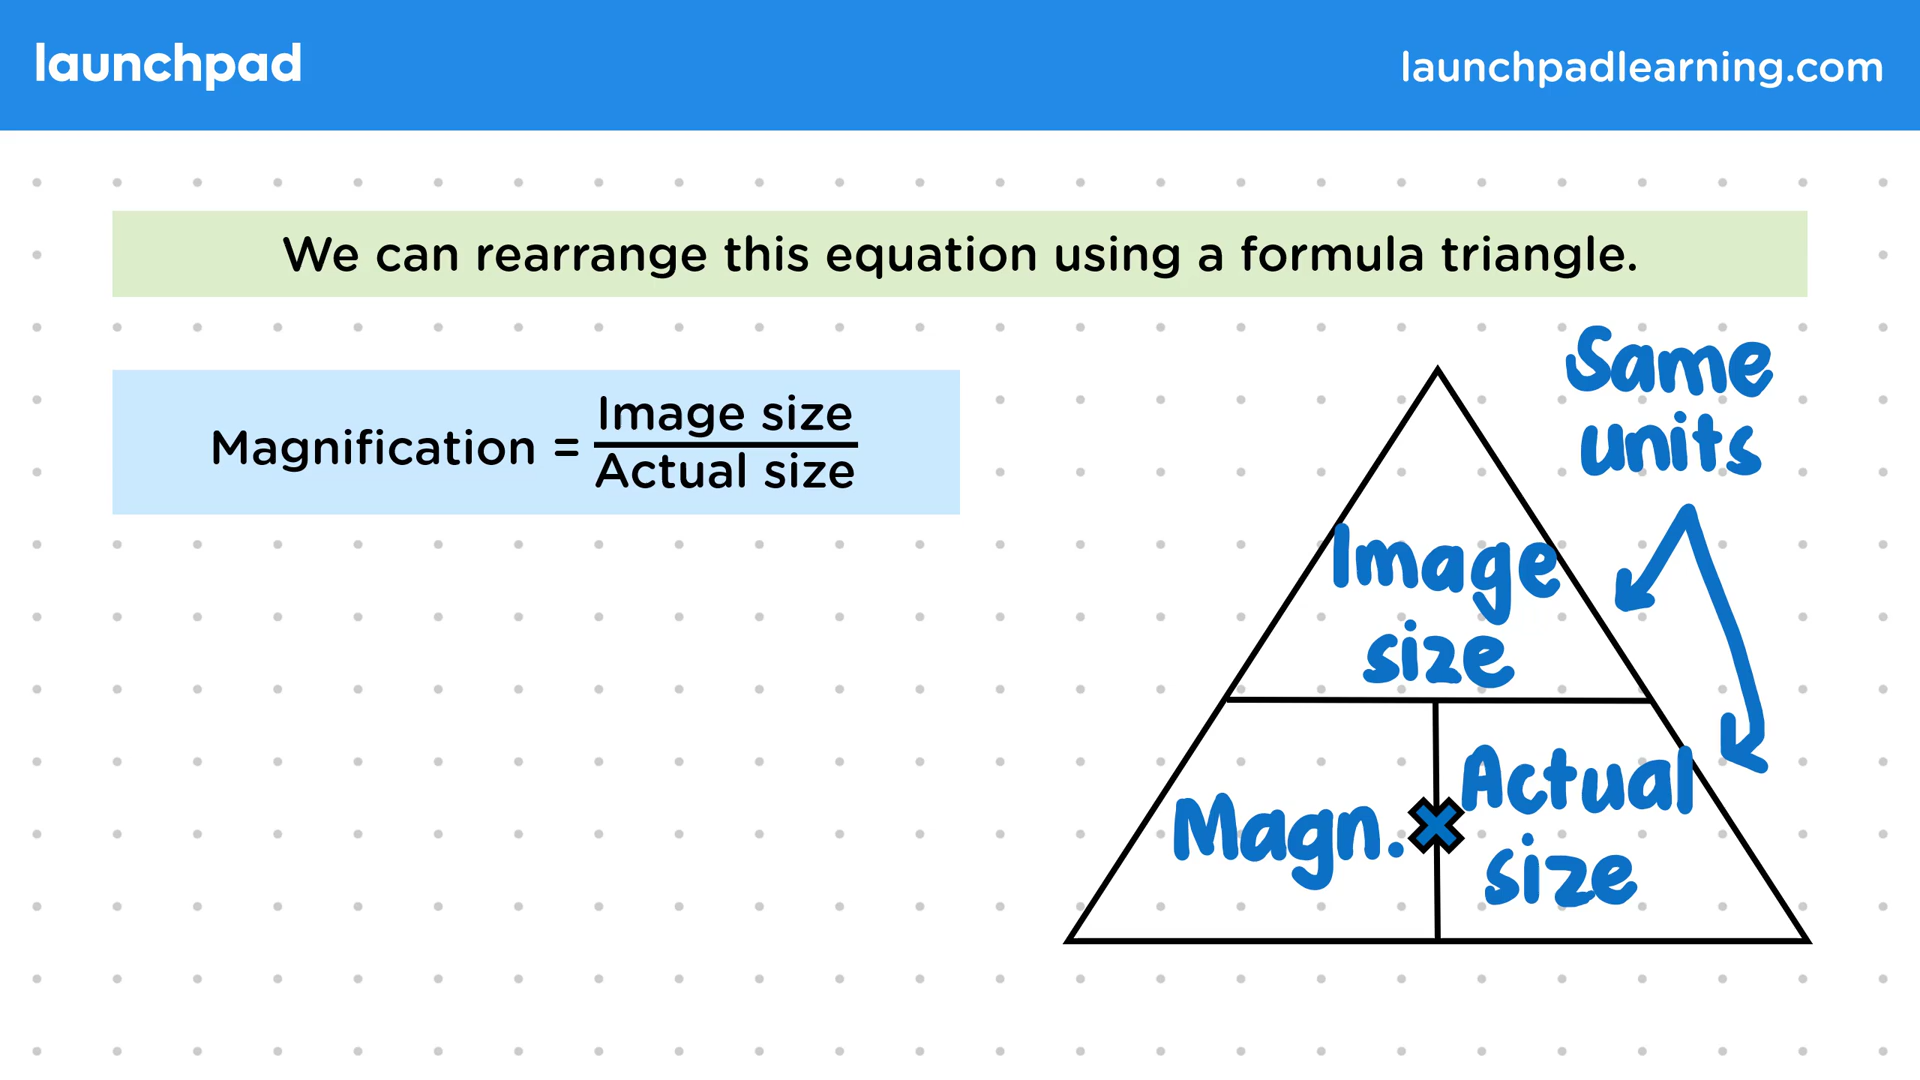 launchpad
launchpadlearning.com
We can rearrange this equation using a formula triangle.
Magnification = Image size
Actual size
Same
units
Image
size
Magn. ×
Actual
size